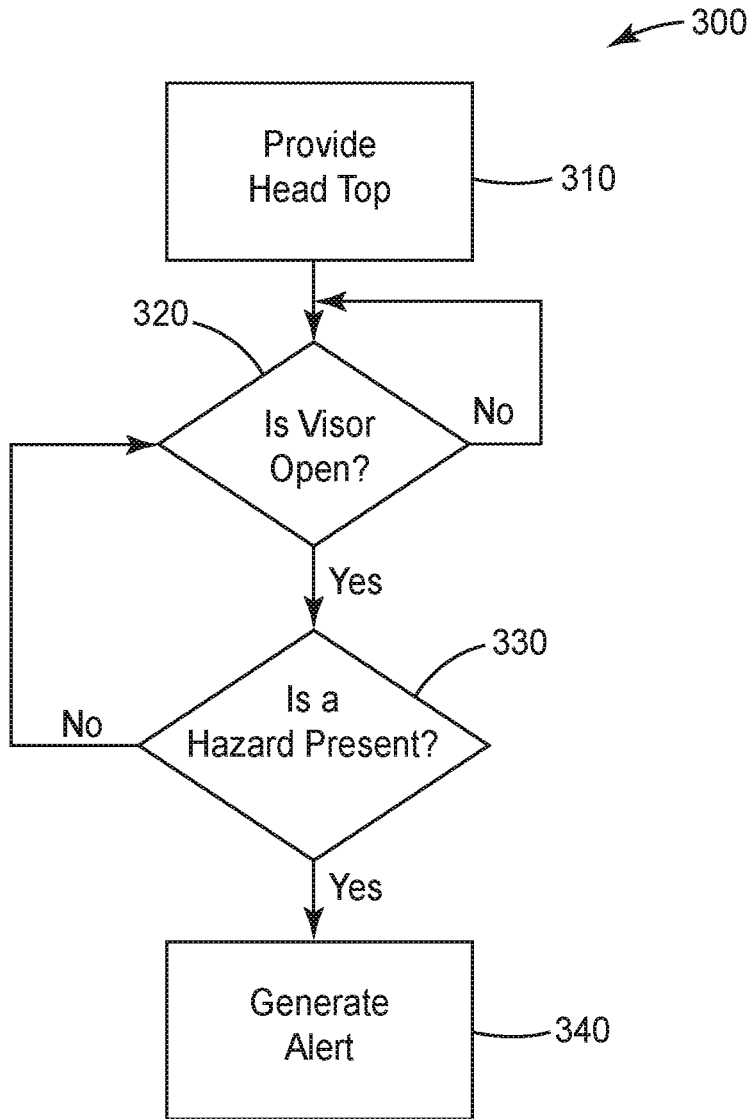 300
Provide
Head Top
310
320
Is Visor
Open?
No
Yes
330
Is a
Hazard Present?
No
Yes
Generate
Alert
340